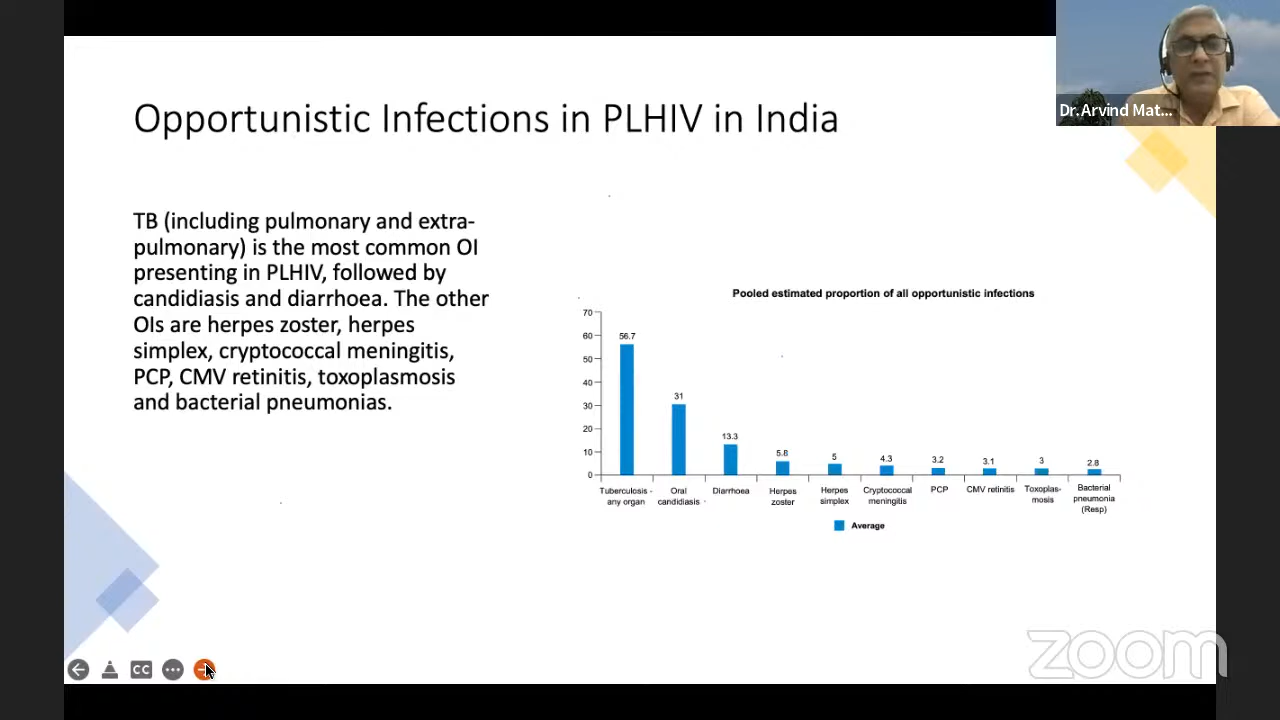 Opportunistic Infections in PLHIV in India
Dr. Arvind Mat...
TB (including pulmonary and extra-
pulmonary) is the most common OI
presenting in PLHIV, followed by
candidiasis and diarrhoea. The other
OIs are herpes zoster, herpes
simplex, cryptococcal meningitis,
PCP, CMV retinitis, toxoplasmosis
and bacterial pneumonias.
Pooled estimated proportion of all opportunistic infections
70
60
50
40
30
20
10
0
56.7
31
13.3
5.8
5
4.3
3.2
3.1
3
2.8
Tuberculosis -
any organ
Oral
candidiasis
Diarrhoea
Herpes
zoster
Herpes
simplex
Cryptococcal
meningitis
PCP
CMV retinitis
Toxoplas-
mosis
Bacterial
pneumonia
(Resp)
Average
CC
zoom